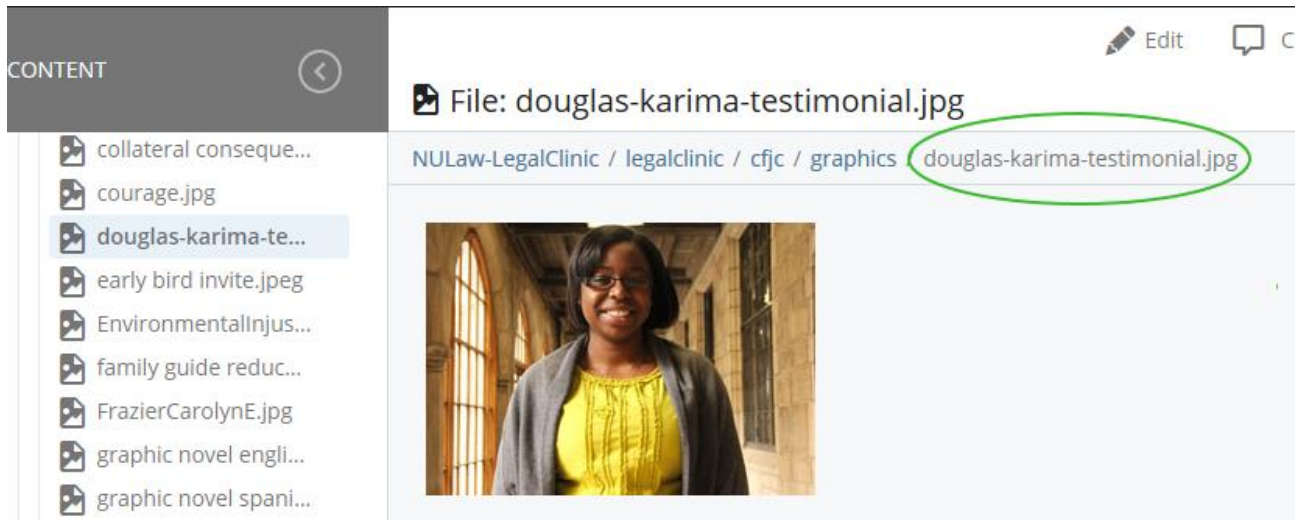 Edit C
CONTENT
File: douglas-karima-testimonial.jpg
NULaw-LegalClinic / legalclinic / cfjc / graphics / douglas-karima-testimonial.jpg
collateral conseque...
courage.jpg
douglas-karima-te...
early bird invite.jpeg
EnvironmentalInjus...
family guide reduc...
FrazierCarolynE.jpg
graphic novel engli...
graphic novel spani...